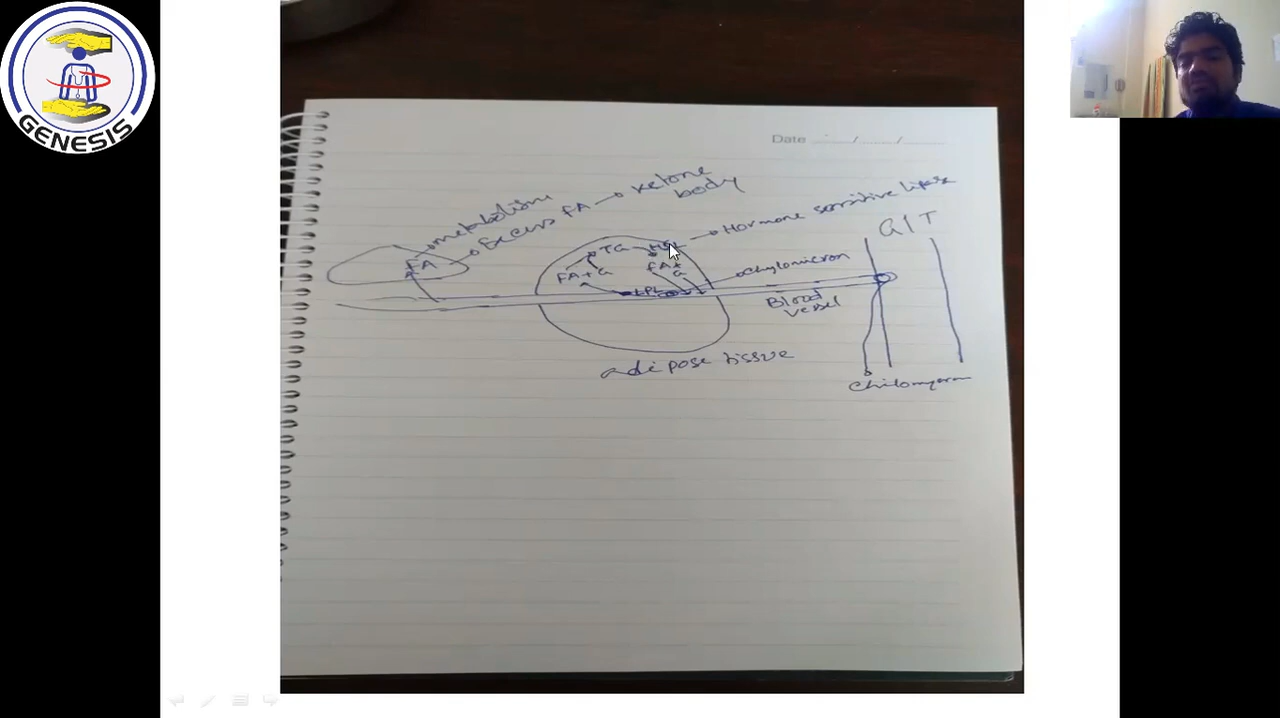 GENESIS
Date
metabolism
Excess FA → Ketone
body
Hormone sensitive lipase
GIT
FA
TG
HSL
FA+G
FA+
G
LPL
Chylomicron
Blood
vessel
adipose tissue